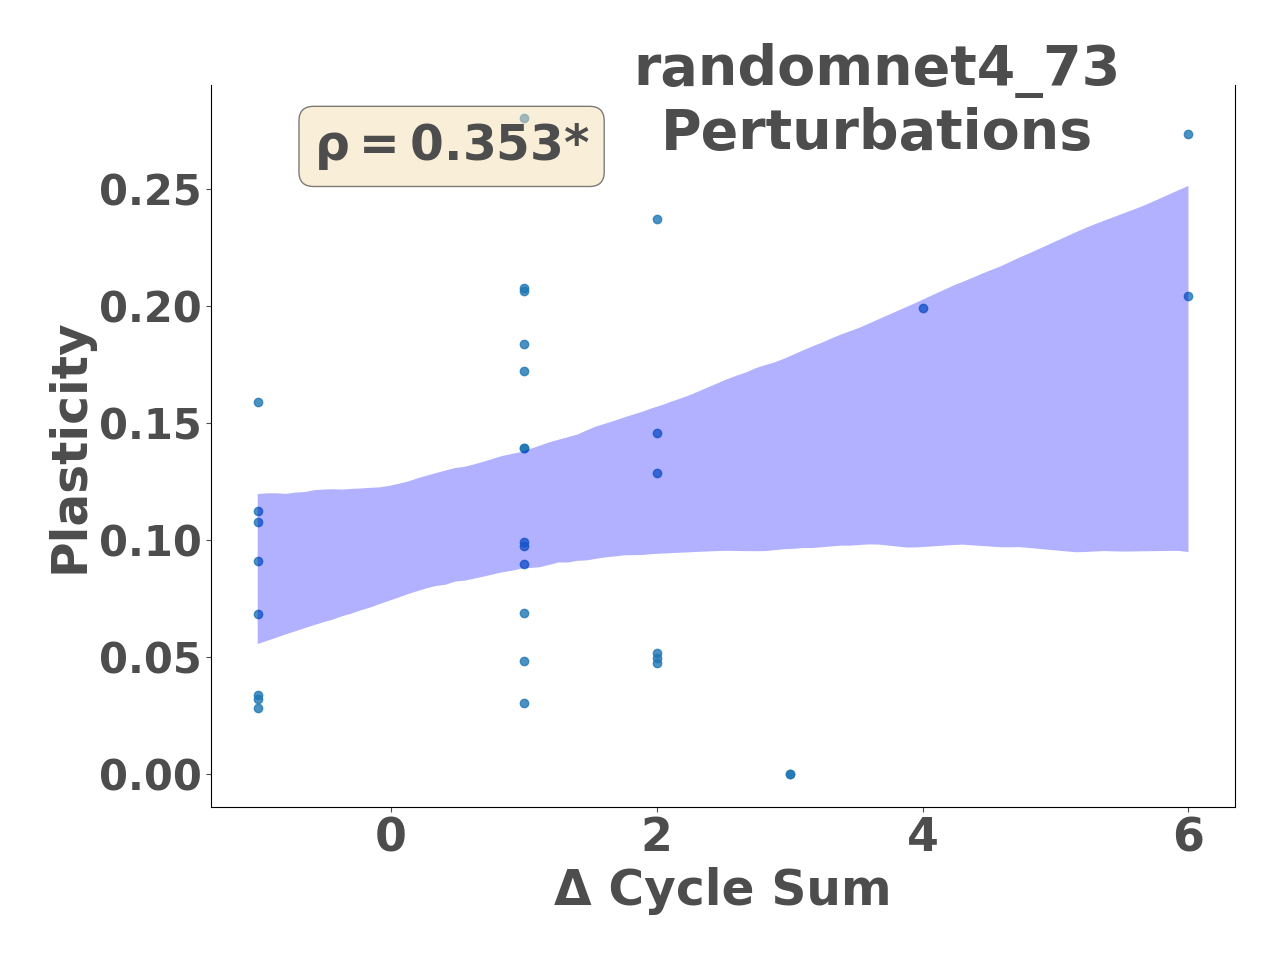 randomnet4_73
Perturbations
ρ = 0.353*
Plasticity
0.25
0.20
0.15
0.10
0.05
0.00
0 2 4 6
Δ Cycle Sum